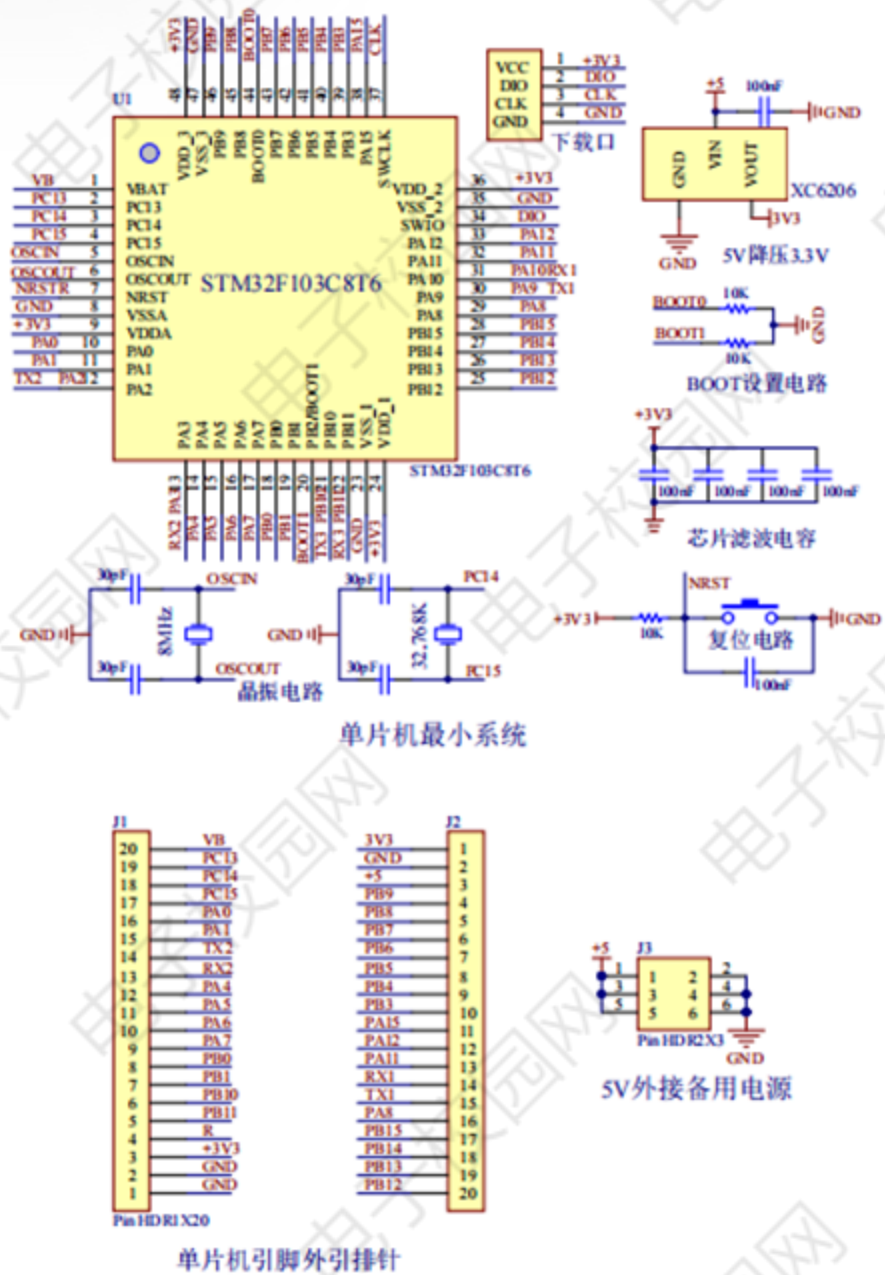 +3V3
GND
PB9
PB8
BOOT0
PB7
PB6
PB5
PB4
PB3
PA15
CLK
48
47
46
45
44
43
42
41
40
39
38
37
U1
VDD_3
VSS_3
PB9
PB8
BOOT0
PB7
PB6
PB5
PB4
PB3
PA15
SWCLK
VB 1 VBAT
PC13 2 PC13
PC14 3 PC14
PC15 4 PC15
OSCIN 5 OSCIN
OSCOUT 6 OSCOUT
NRSTR 7 NRST
GND 8 VSSA
+3V3 9 VDDA
PA0 10 PA0
PA1 11 PA1
TX2 PA212 PA2
STM32F103C8T6
VDD_2 36 +3V3
VSS_2 35 GND
SWIO 34 DIO
PA12 33 PA12
PA11 32 PA11
PA10 31 PA10RX1
PA9 30 PA9 TX1
PA8 29 PA8
PB15 28 PB15
PB14 27 PB14
PB13 26 PB13
PB12 25 PB12
PA3
PA4
PA5
PA6
PA7
PB0
PB1
PB2/BOOT1
PB10
PB11
VSS_1
VDD_1
STM32F103C8T6
RX2 PA313
PA4 14
PA5 15
PA6 16
PA7 17
PB0 18
PB1 19
BOOT1 20
TX3 PB1021
RX3 PB1122
GND 23
+3V3 24
VCC 1 +3V3
DIO 2 DIO
CLK 3 CLK
GND 4 GND
下载口
+5
100nF
GND
GND
VIN
VOUT
XC6206
3V3
GND
5V降压3.3V
BOOT0
10K
GND
BOOT1
10K
BOOT设置电路
+3V3
100nF
100nF
100nF
100nF
芯片滤波电容
30pF
OSCIN
GND
8MHz
30pF
OSCOUT
晶振电路
30pF
PC14
GND
32.768K
30pF
PC15
NRST
+3V3
10K
GND
复位电路
100nF
单片机最小系统
J1
20 VB
19 PC13
18 PC14
17 PC15
16 PA0
15 PA1
14 TX2
13 RX2
12 PA4
11 PA5
10 PA6
9 PA7
8 PB0
7 PB1
6 PB10
5 PB11
4 R
3 +3V3
2 GND
1 GND
Pin HDR1X20
J2
3V3 1
GND 2
+5 3
PB9 4
PB8 5
PB7 6
PB6 7
PB5 8
PB4 9
PB3 10
PA15 11
PA12 12
PA11 13
RX1 14
TX1 15
PA8 16
PB15 17
PB14 18
PB13 19
PB12 20
+5
J3
1 1 2 2
3 3 4 4
5 5 6 6
Pin HDR2X3
GND
5V外接备用电源
单片机引脚外引排针
电子校园网